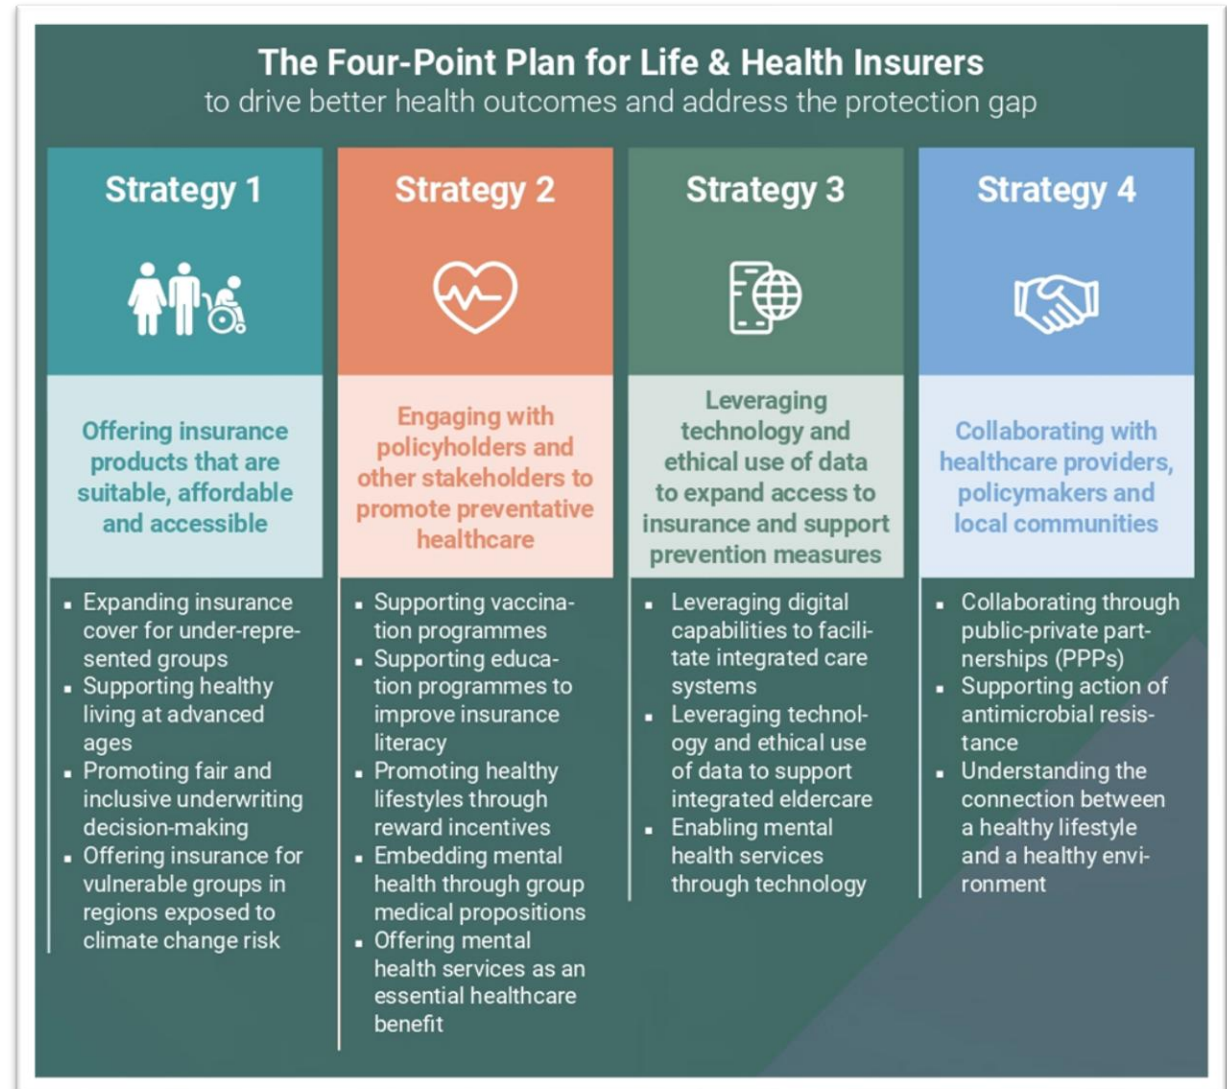 The Four-Point Plan for Life & Health Insurers
to drive better health outcomes and address the protection gap
Strategy 1
Offering insurance
products that are
suitable, affordable
and accessible
Expanding insurance
cover for under-repre-
sented groups
Supporting healthy
living at advanced
ages
Promoting fair and
inclusive underwriting
decision-making
Offering insurance for
vulnerable groups in
regions exposed to
climate change risk
Strategy 2
Engaging with
policyholders and
other stakeholders to
promote preventative
healthcare
Supporting vaccina-
tion programmes
Supporting educa-
tion programmes to
improve insurance
literacy
Promoting healthy
lifestyles through
reward incentives
Embedding mental
health through group
medical propositions
Offering mental
health services as an
essential healthcare
benefit
Strategy 3
Leveraging
technology and
ethical use of data
to expand access to
insurance and support
prevention measures
Leveraging digital
capabilities to facili-
tate integrated care
systems
Leveraging technol-
ogy and ethical use
of data to support
integrated eldercare
Enabling mental
health services
through technology
Strategy 4
Collaborating with
healthcare providers,
policymakers and
local communities
Collaborating through
public-private part-
nerships (PPPs)
Supporting action of
antimicrobial resis-
tance
Understanding the
connection between
a healthy lifestyle
and a healthy envi-
ronment